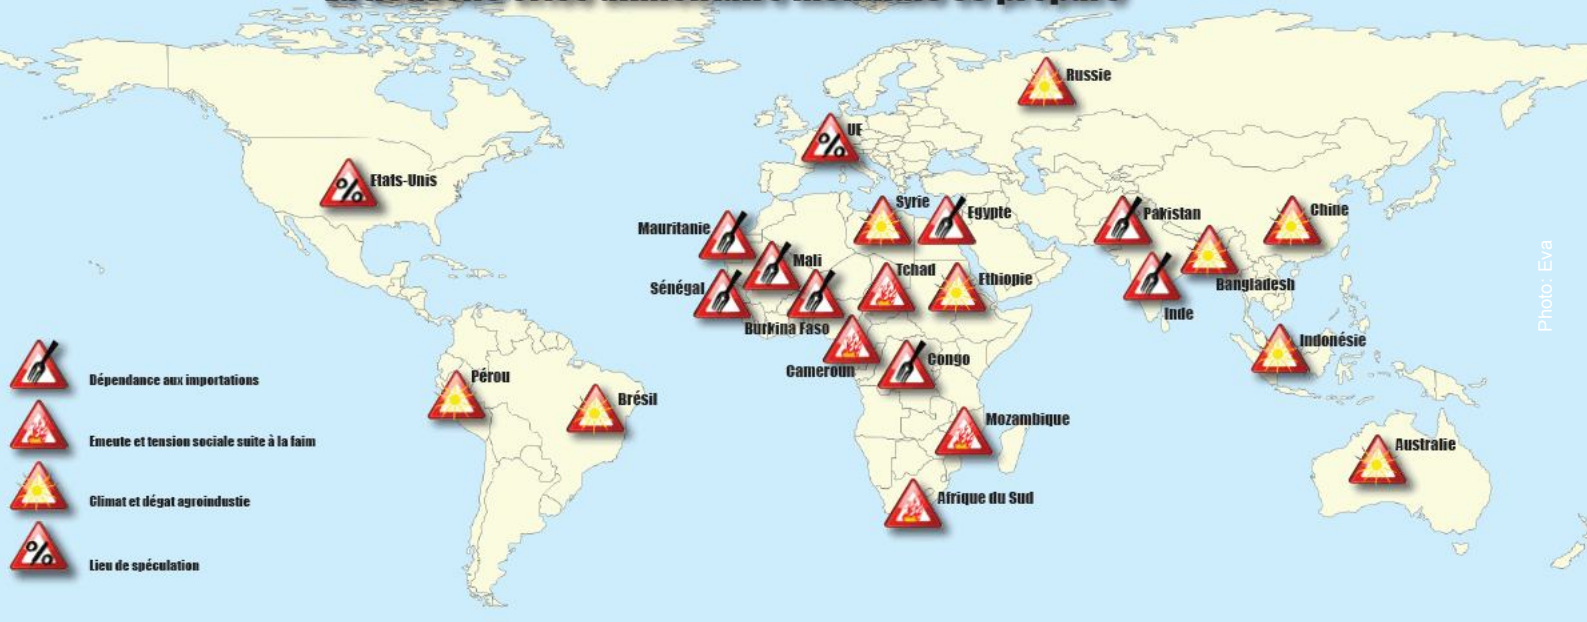 Russie
UE
Etats-Unis
Syrie
Egypte
Pakistan
Chine
Mauritanie
Mali
Tchad
Ethiopie
Sénégal
Bangladesh
Burkina Faso
Inde
Indonésie
Congo
Cameroun
Pérou
Brésil
Mozambique
Australie
Afrique du Sud
Dépendance aux importations
Emeute et tension sociale suite à la faim
Climat et dégat agroindustie
Lieu de spéculation
Photo: Eva